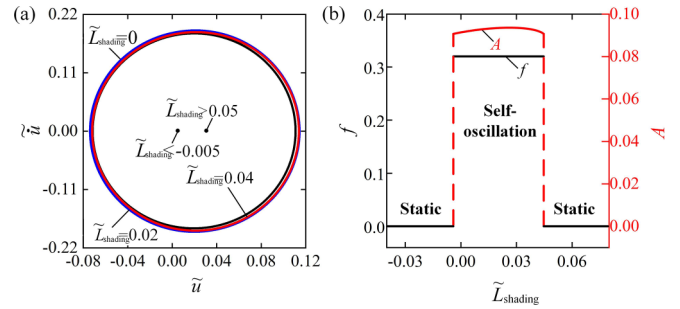 (a)
0.22
0.11
0.00
-0.11
-0.22
-0.08
-0.04
0.00
0.04
0.08
0.12
ũ̇
ũ
L̃shading=0
L̃shading>0.05
L̃shading<-0.005
L̃shading=0.04
L̃shading=0.02
(b)
0.4
0.3
0.2
0.1
0.0
f
-0.03
0.00
0.03
0.06
L̃shading
0.10
0.08
0.06
0.04
0.02
0.00
A
A
f
Self-
oscillation
Static
Static